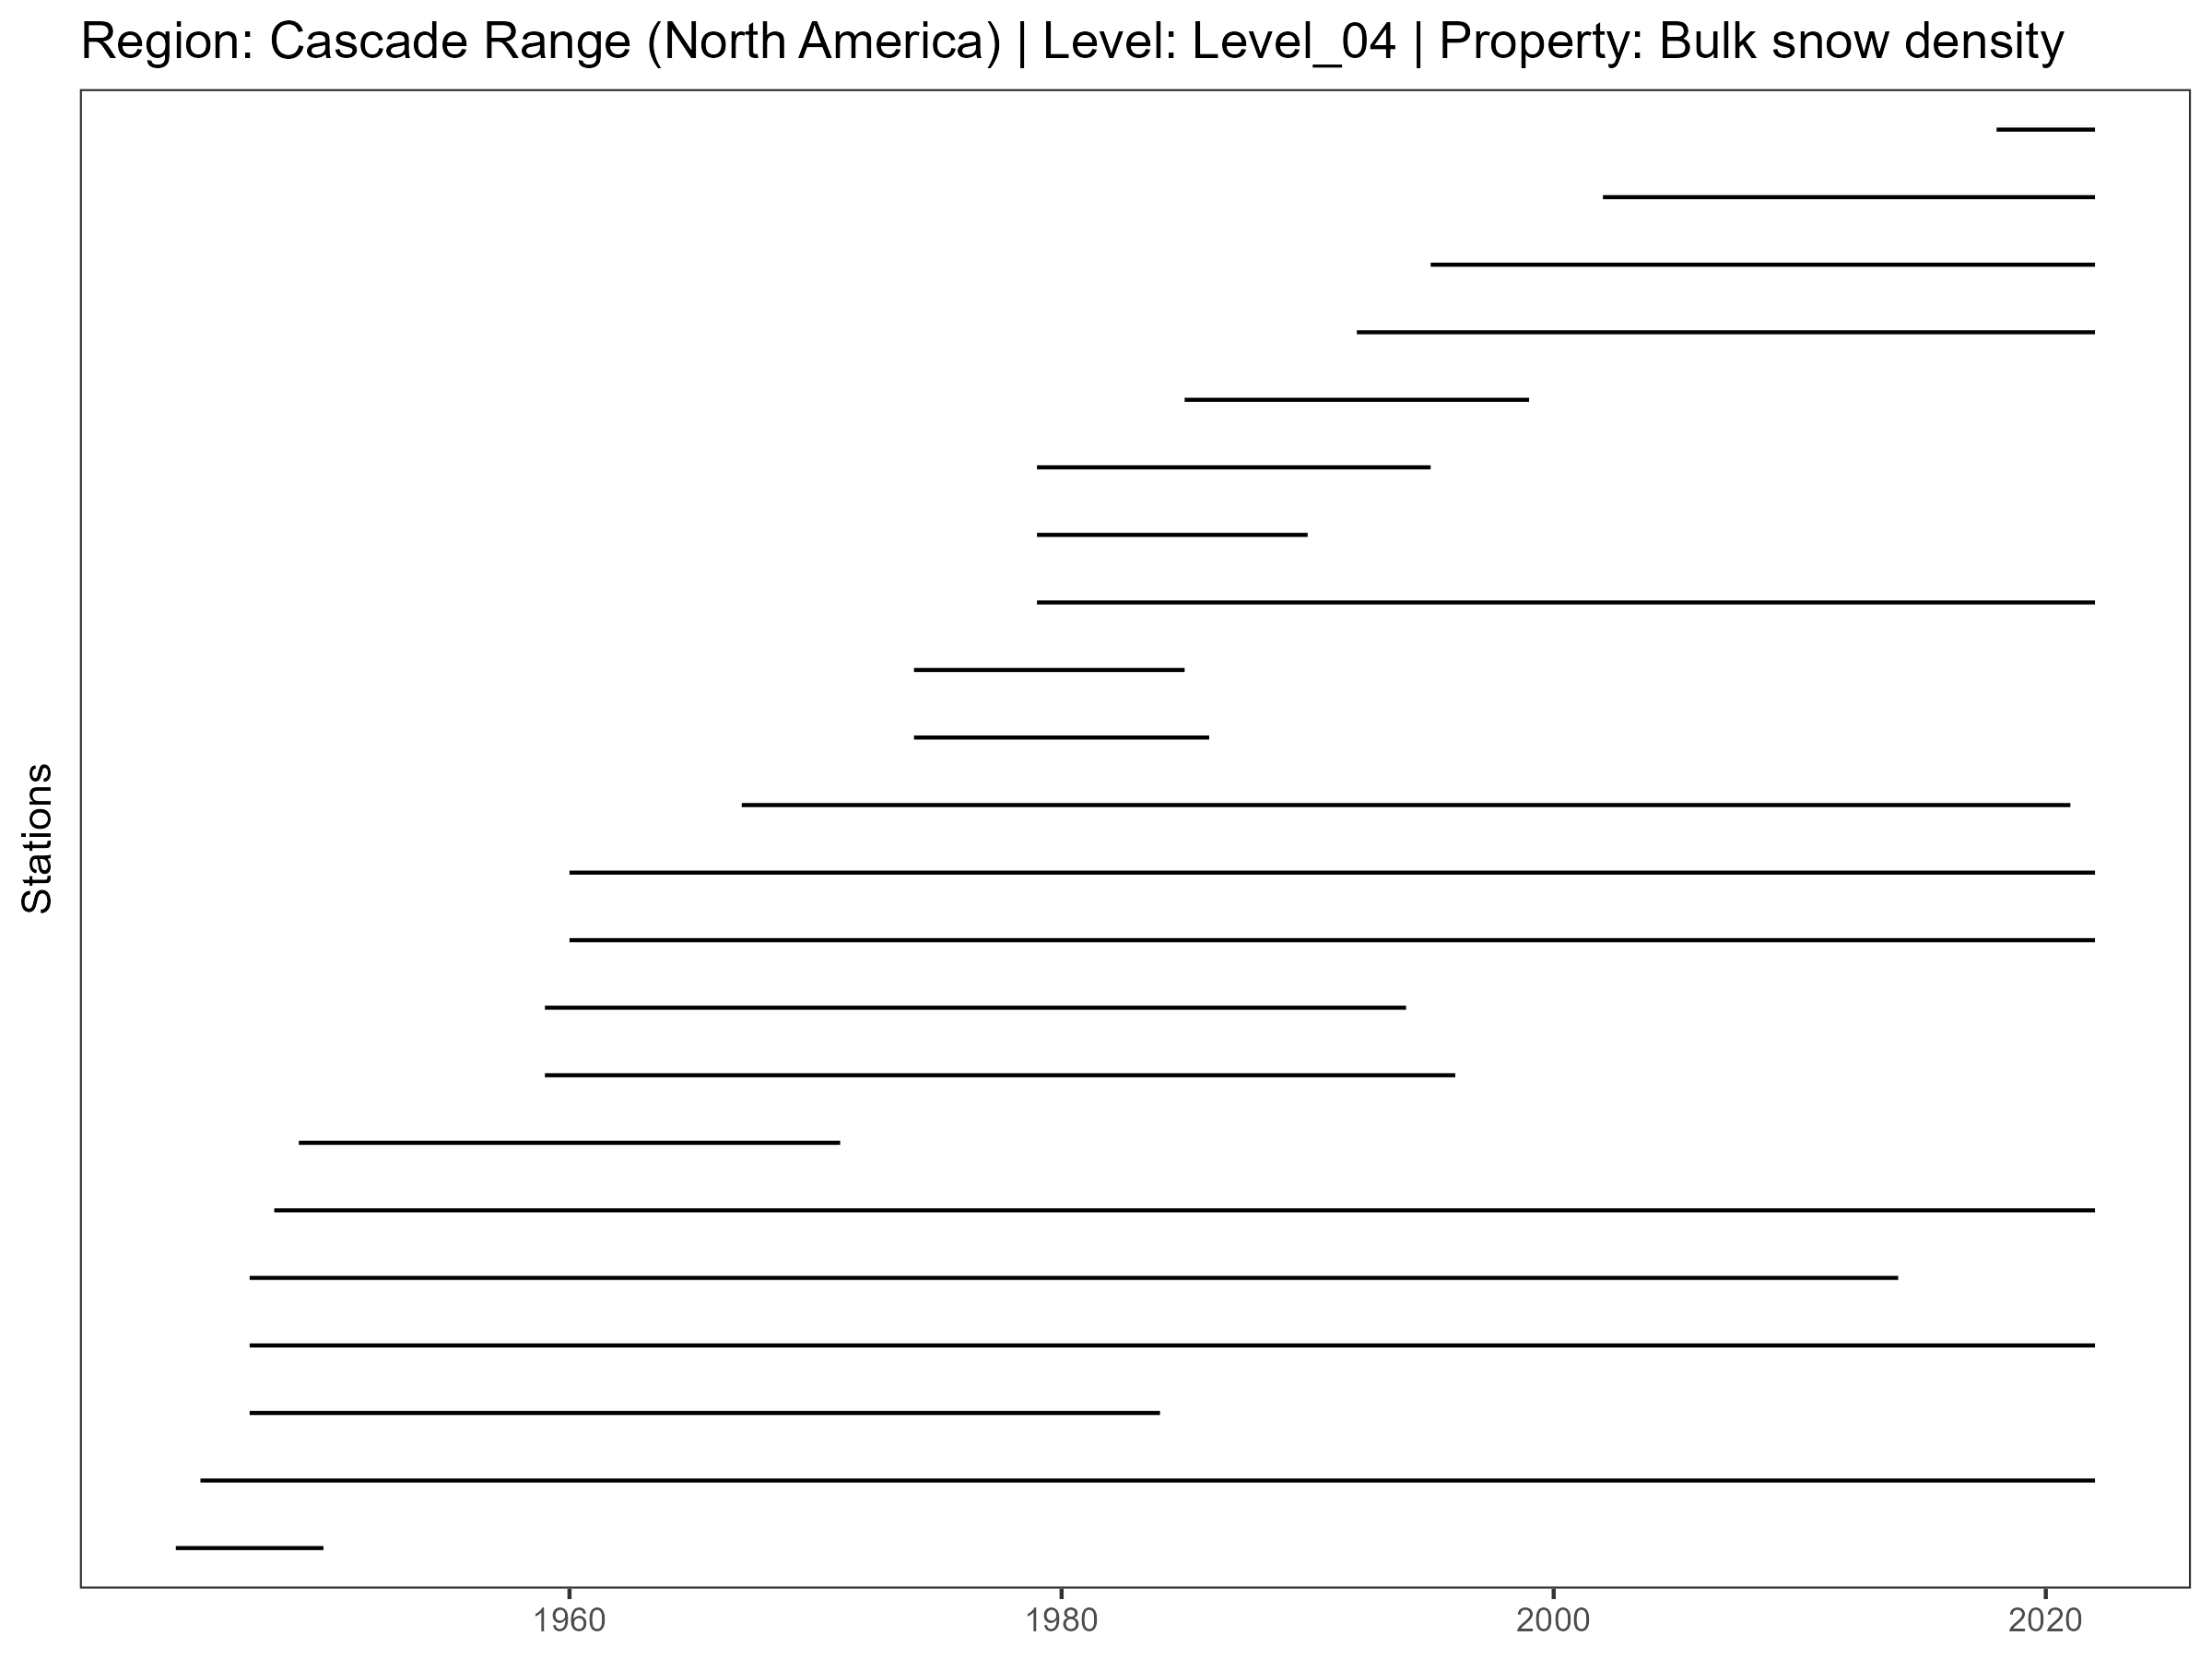 Region: Cascade Range (North America) | Level: Level_04 | Property: Bulk snow density
Stations
1960
1980
2000
2020